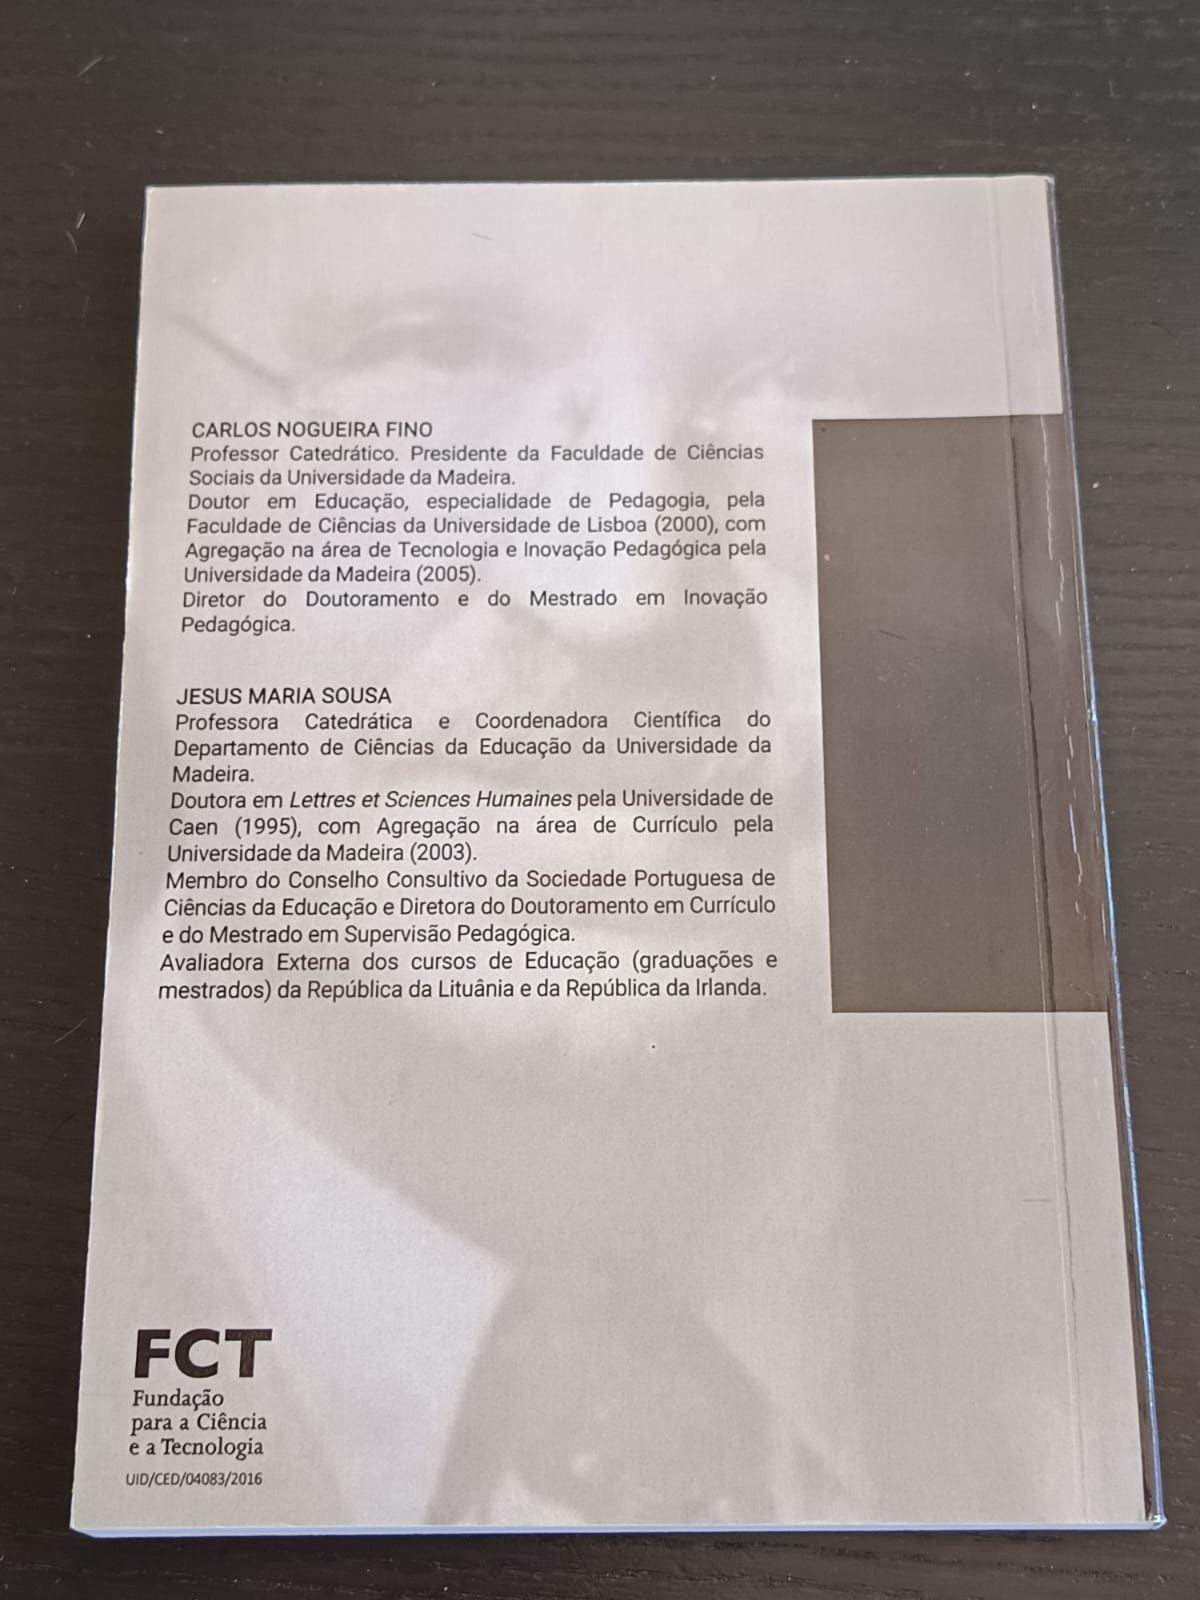 CARLOS NOGUEIRA FINO
Professor Catedrático. Presidente da Faculdade de Ciências
Sociais da Universidade da Madeira.
Doutor em Educação, especialidade de Pedagogia, pela
Faculdade de Ciências da Universidade de Lisboa (2000), com
Agregação na área de Tecnologia e Inovação Pedagógica pela
Universidade da Madeira (2005).
Diretor do Doutoramento e do Mestrado em Inovação
Pedagógica.
JESUS MARIA SOUSA
Professora Catedrática e Coordenadora Científica do
Departamento de Ciências da Educação da Universidade da
Madeira.
Doutora em Lettres et Sciences Humaines pela Universidade de
Caen (1995), com Agregação na área de Currículo pela
Universidade da Madeira (2003).
Membro do Conselho Consultivo da Sociedade Portuguesa de
Ciências da Educação e Diretora do Doutoramento em Currículo
e do Mestrado em Supervisão Pedagógica.
Avaliadora Externa dos cursos de Educação (graduações e
mestrados) da República da Lituânia e da República da Irlanda.
FCT
Fundação
para a Ciência
e a Tecnologia
UID/CED/04083/2016